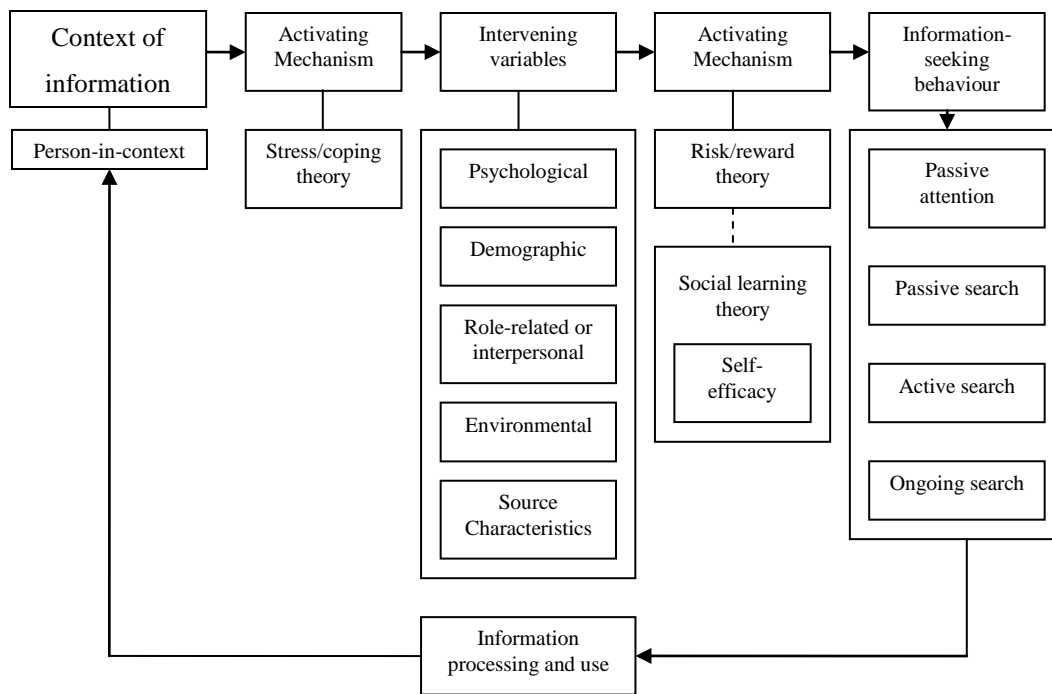 Context of
information
Activating
Mechanism
Intervening
variables
Activating
Mechanism
Information-
seeking
behaviour
Person-in-context
Stress/coping
theory
Psychological
Demographic
Role-related or
interpersonal
Environmental
Source
Characteristics
Risk/reward
theory
Social learning
theory
Self-
efficacy
Passive
attention
Passive search
Active search
Ongoing search
Information
processing and use